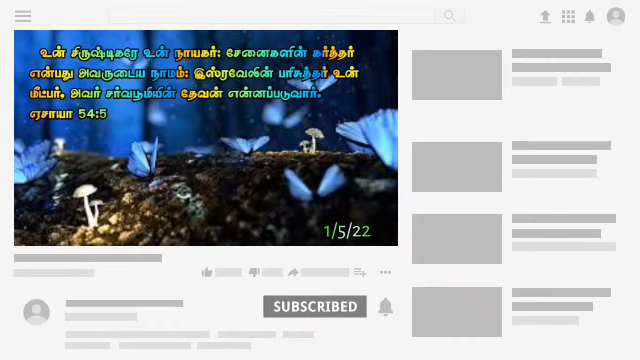 உன் சிருஷ்டிகரே உன் நாயகர்: சேனைகளின் கர்த்தர்
என்பது அவருடைய நாமம்: இஸ்ரவேலின் பரிசுத்தர் உன்
மீட்பர், அவர் சர்வபூமியின் தேவன் என்னப்படுவார்.
ஏசாயா 54:5
1/5/22
SUBSCRIBED